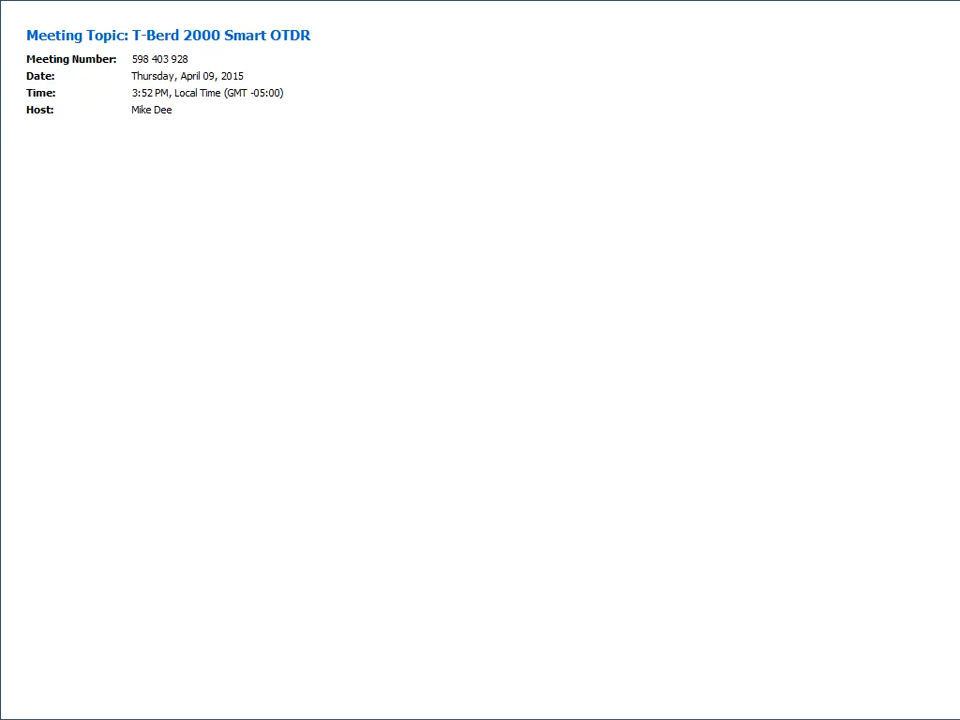 Meeting Topic: T-Berd 2000 Smart OTDR
Meeting Number: 598 403 928
Date: Thursday, April 09, 2015
Time: 3:52 PM, Local Time (GMT -05:00)
Host: Mike Dee